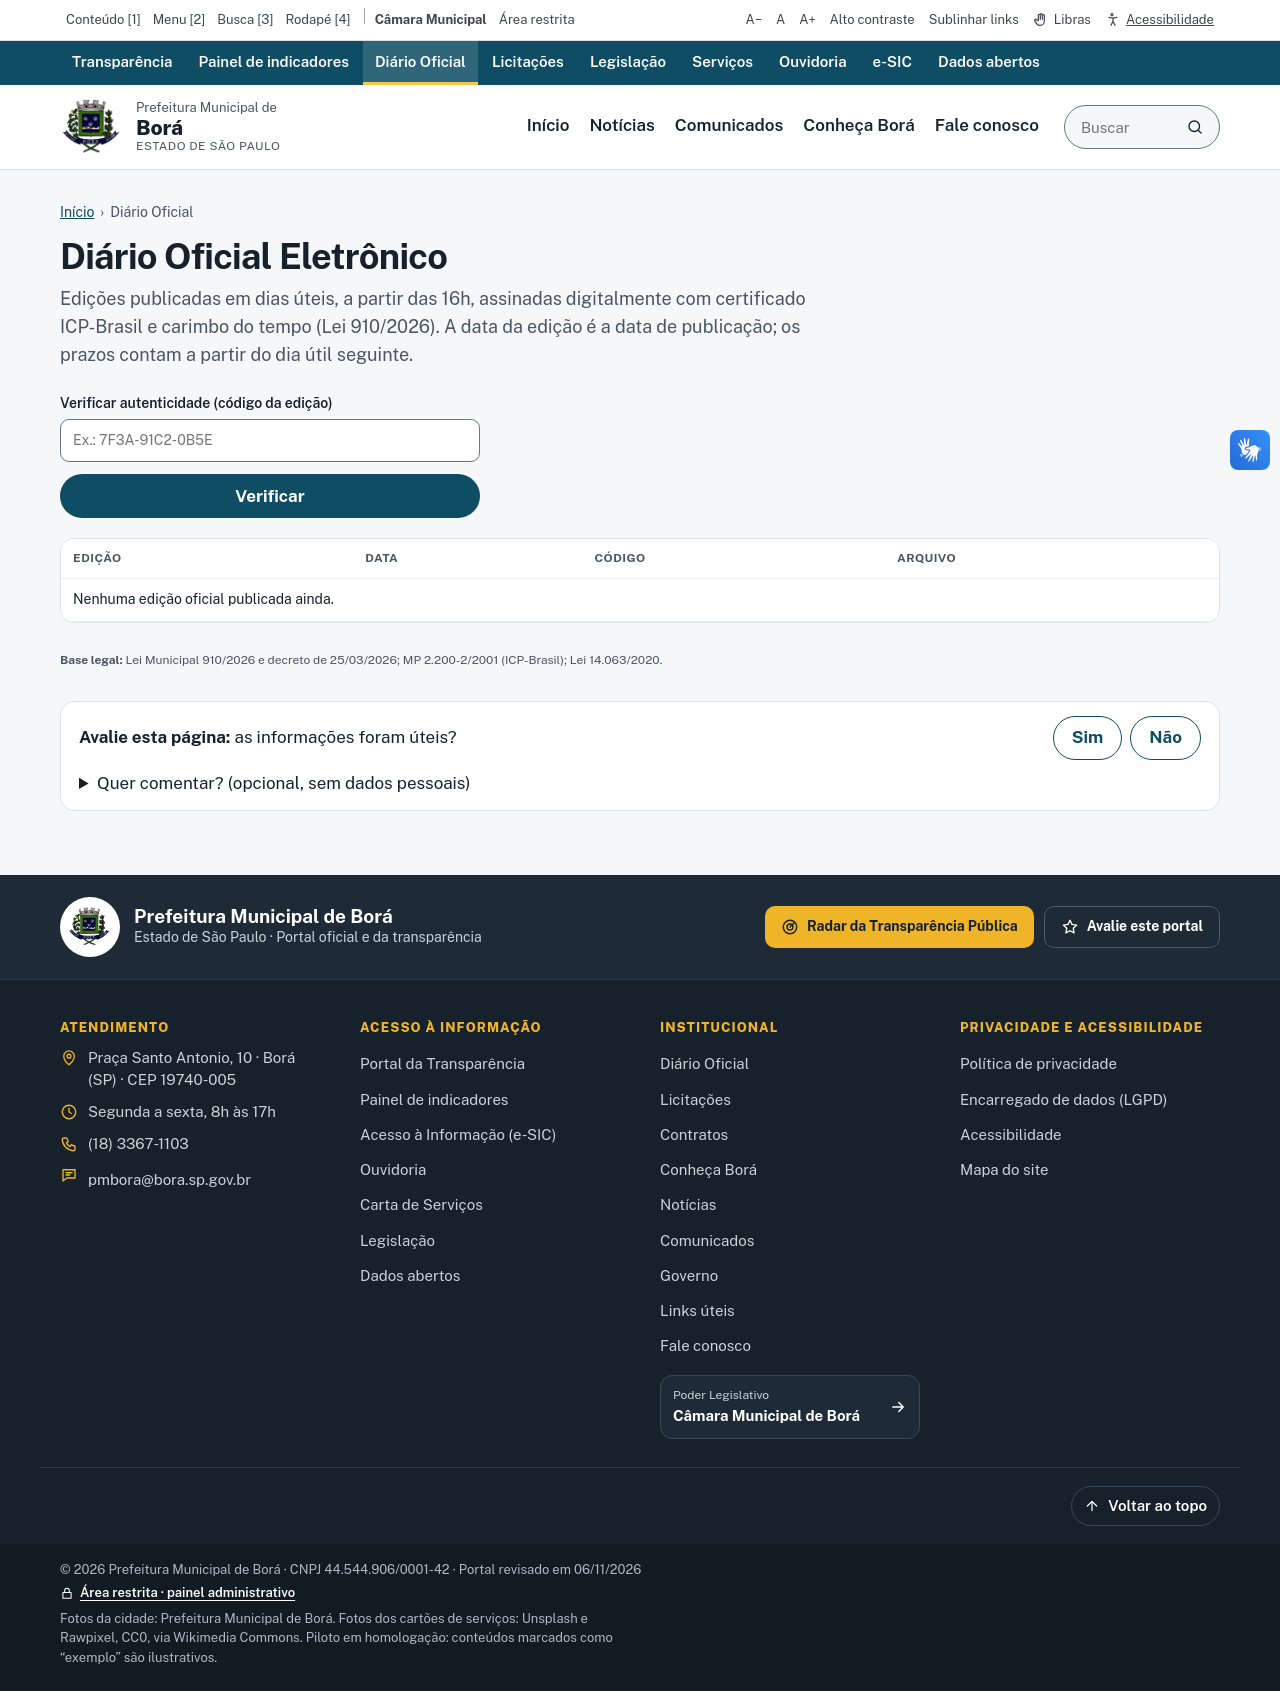 Conteúdo [1] Menu [2] Busca [3] Rodapé [4] Câmara Municipal Área restrita A− A A+ Alto contraste Sublinhar links Libras Acessibilidade
Transparência Painel de indicadores Diário Oficial Licitações Legislação Serviços Ouvidoria e-SIC Dados abertos
Prefeitura Municipal de
Borá
ESTADO DE SÃO PAULO
Início Notícias Comunicados Conheça Borá Fale conosco Buscar
Início › Diário Oficial
Diário Oficial Eletrônico
Edições publicadas em dias úteis, a partir das 16h, assinadas digitalmente com certificado
ICP-Brasil e carimbo do tempo (Lei 910/2026). A data da edição é a data de publicação; os
prazos contam a partir do dia útil seguinte.
Verificar autenticidade (código da edição)
Ex.: 7F3A-91C2-0B5E
Verificar
EDIÇÃO DATA CÓDIGO ARQUIVO
Nenhuma edição oficial publicada ainda.
Base legal: Lei Municipal 910/2026 e decreto de 25/03/2026; MP 2.200-2/2001 (ICP-Brasil); Lei 14.063/2020.
Avalie esta página: as informações foram úteis? Sim Não
Quer comentar? (opcional, sem dados pessoais)
Prefeitura Municipal de Borá
Estado de São Paulo · Portal oficial e da transparência
Radar da Transparência Pública Avalie este portal
ATENDIMENTO
Praça Santo Antonio, 10 · Borá
(SP) · CEP 19740-005
Segunda a sexta, 8h às 17h
(18) 3367-1103
pmbora@bora.sp.gov.br
ACESSO À INFORMAÇÃO
Portal da Transparência
Painel de indicadores
Acesso à Informação (e-SIC)
Ouvidoria
Carta de Serviços
Legislação
Dados abertos
INSTITUCIONAL
Diário Oficial
Licitações
Contratos
Conheça Borá
Notícias
Comunicados
Governo
Links úteis
Fale conosco
Poder Legislativo
Câmara Municipal de Borá
PRIVACIDADE E ACESSIBILIDADE
Política de privacidade
Encarregado de dados (LGPD)
Acessibilidade
Mapa do site
Voltar ao topo
© 2026 Prefeitura Municipal de Borá · CNPJ 44.544.906/0001-42 · Portal revisado em 06/11/2026
Área restrita · painel administrativo
Fotos da cidade: Prefeitura Municipal de Borá. Fotos dos cartões de serviços: Unsplash e
Rawpixel, CC0, via Wikimedia Commons. Piloto em homologação: conteúdos marcados como
“exemplo” são ilustrativos.